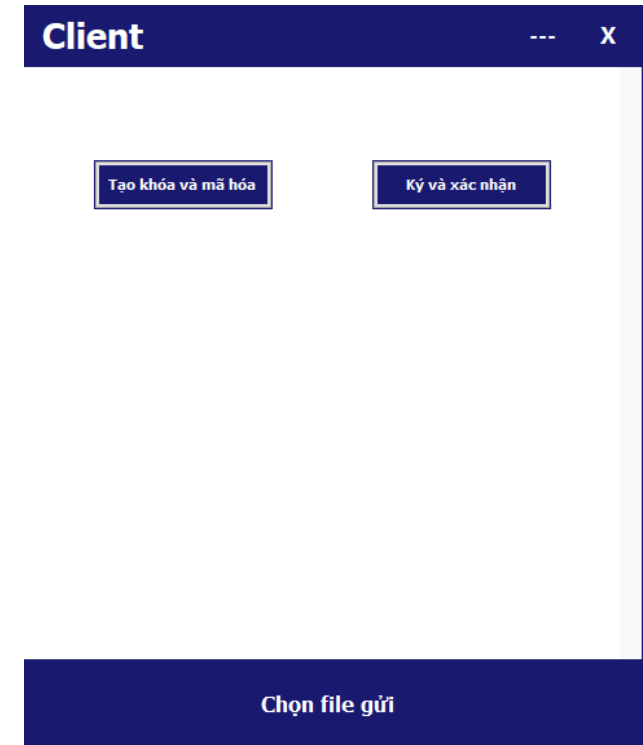 Client --- X
Tạo khóa và mã hóa Ký và xác nhận
Chọn file gửi